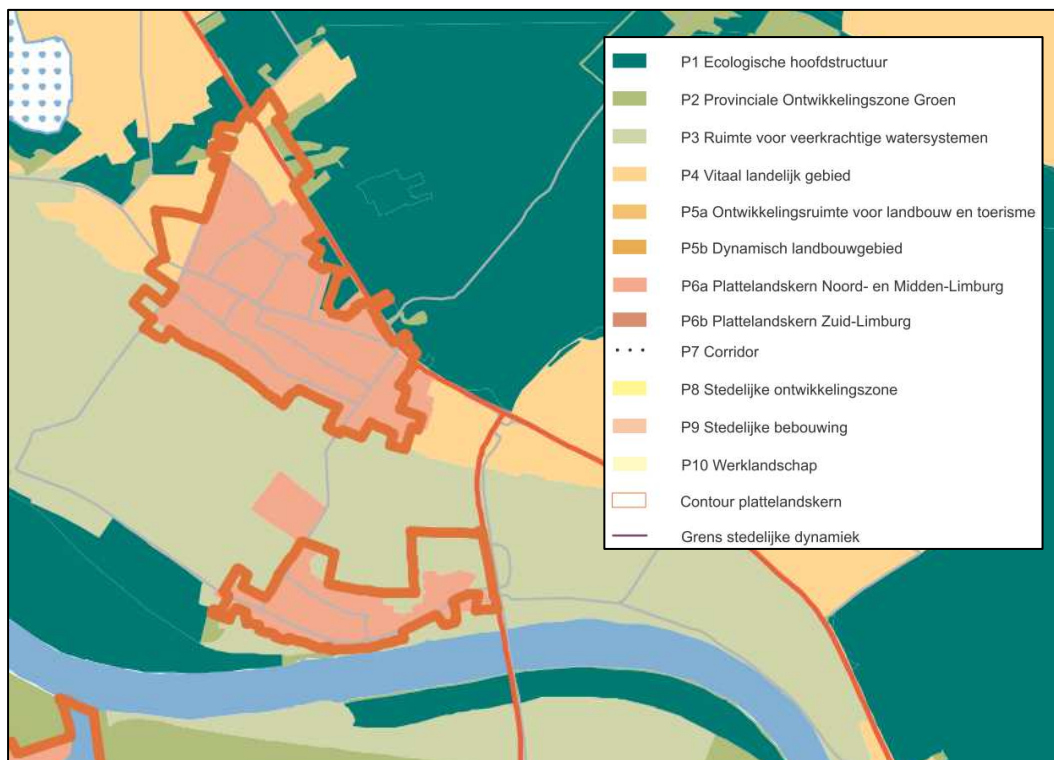 P1 Ecologische hoofdstructuur
P2 Provinciale Ontwikkelingszone Groen
P3 Ruimte voor veerkrachtige watersystemen
P4 Vitaal landelijk gebied
P5a Ontwikkelingsruimte voor landbouw en toerisme
P5b Dynamisch landbouwgebied
P6a Plattelandskern Noord- en Midden-Limburg
P6b Plattelandskern Zuid-Limburg
P7 Corridor
P8 Stedelijke ontwikkelingszone
P9 Stedelijke bebouwing
P10 Werklandschap
Contour plattelandskern
Grens stedelijke dynamiek